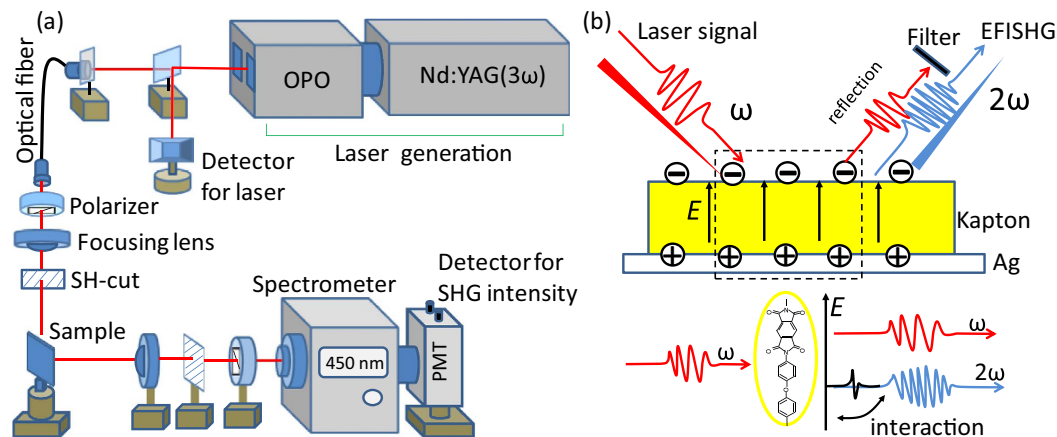 (a)
Optical fiber
OPO
Nd:YAG(3ω)
Laser generation
Detector
for laser
Polarizer
Focusing lens
SH-cut
Sample
Spectrometer
450 nm
Detector for
SHG intensity
PMT
(b)
Laser signal
ω
reflection
Filter
EFISHG
2ω
E
Kapton
Ag
ω
E
ω
2ω
interaction
N
O
O
O
O
N
O